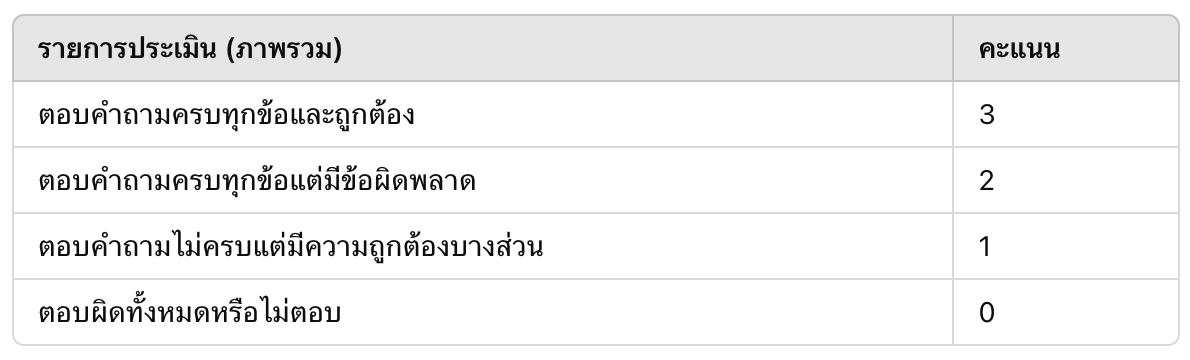 รายการประเมิน (ภาพรวม) คะแนน
ตอบคำถามครบทุกข้อและถูกต้อง 3
ตอบคำถามครบทุกข้อแต่มีข้อผิดพลาด 2
ตอบคำถามไม่ครบแต่มีความถูกต้องบางส่วน 1
ตอบผิดทั้งหมดหรือไม่ตอบ 0